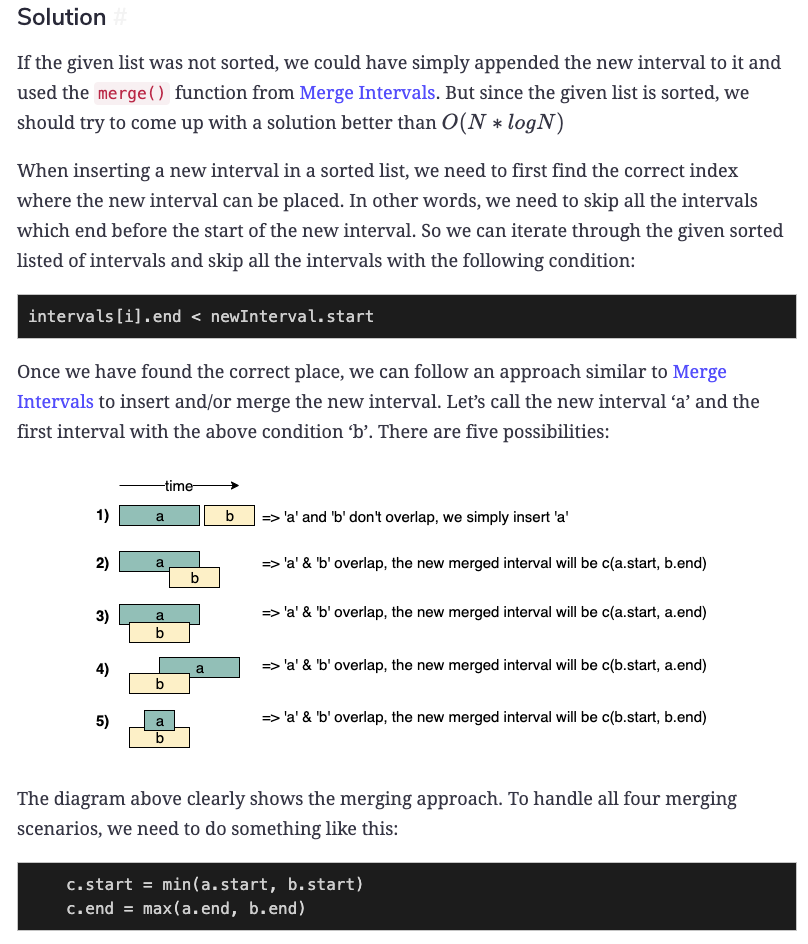 Solution #
If the given list was not sorted, we could have simply appended the new interval to it and
used the merge() function from Merge Intervals. But since the given list is sorted, we
should try to come up with a solution better than O(N ∗ logN)
When inserting a new interval in a sorted list, we need to first find the correct index
where the new interval can be placed. In other words, we need to skip all the intervals
which end before the start of the new interval. So we can iterate through the given sorted
listed of intervals and skip all the intervals with the following condition:
intervals[i].end < newInterval.start
Once we have found the correct place, we can follow an approach similar to Merge
Intervals to insert and/or merge the new interval. Let’s call the new interval ‘a’ and the
first interval with the above condition ‘b’. There are five possibilities:
time
1) a b => 'a' and 'b' don't overlap, we simply insert 'a'
2) a => 'a' & 'b' overlap, the new merged interval will be c(a.start, b.end)
b
3) a => 'a' & 'b' overlap, the new merged interval will be c(a.start, a.end)
b
4) a => 'a' & 'b' overlap, the new merged interval will be c(b.start, a.end)
b
5) a => 'a' & 'b' overlap, the new merged interval will be c(b.start, b.end)
b
The diagram above clearly shows the merging approach. To handle all four merging
scenarios, we need to do something like this:
c.start = min(a.start, b.start)
c.end = max(a.end, b.end)